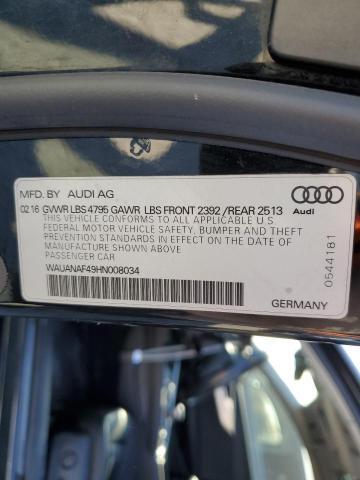 MFD. BY AUDI AG
02 16 GVWR LBS 4795 GAWR LBS FRONT 2392 /REAR 2513
THIS VEHICLE CONFORMS TO ALL APPLICABLE U.S.
FEDERAL MOTOR VEHICLE SAFETY, BUMPER AND THEFT
PREVENTION STANDARDS IN EFFECT ON THE DATE OF
MANUFACTURE SHOWN ABOVE
PASSENGER CAR
WAUANAF49HN008034
GERMANY
Audi
0544181